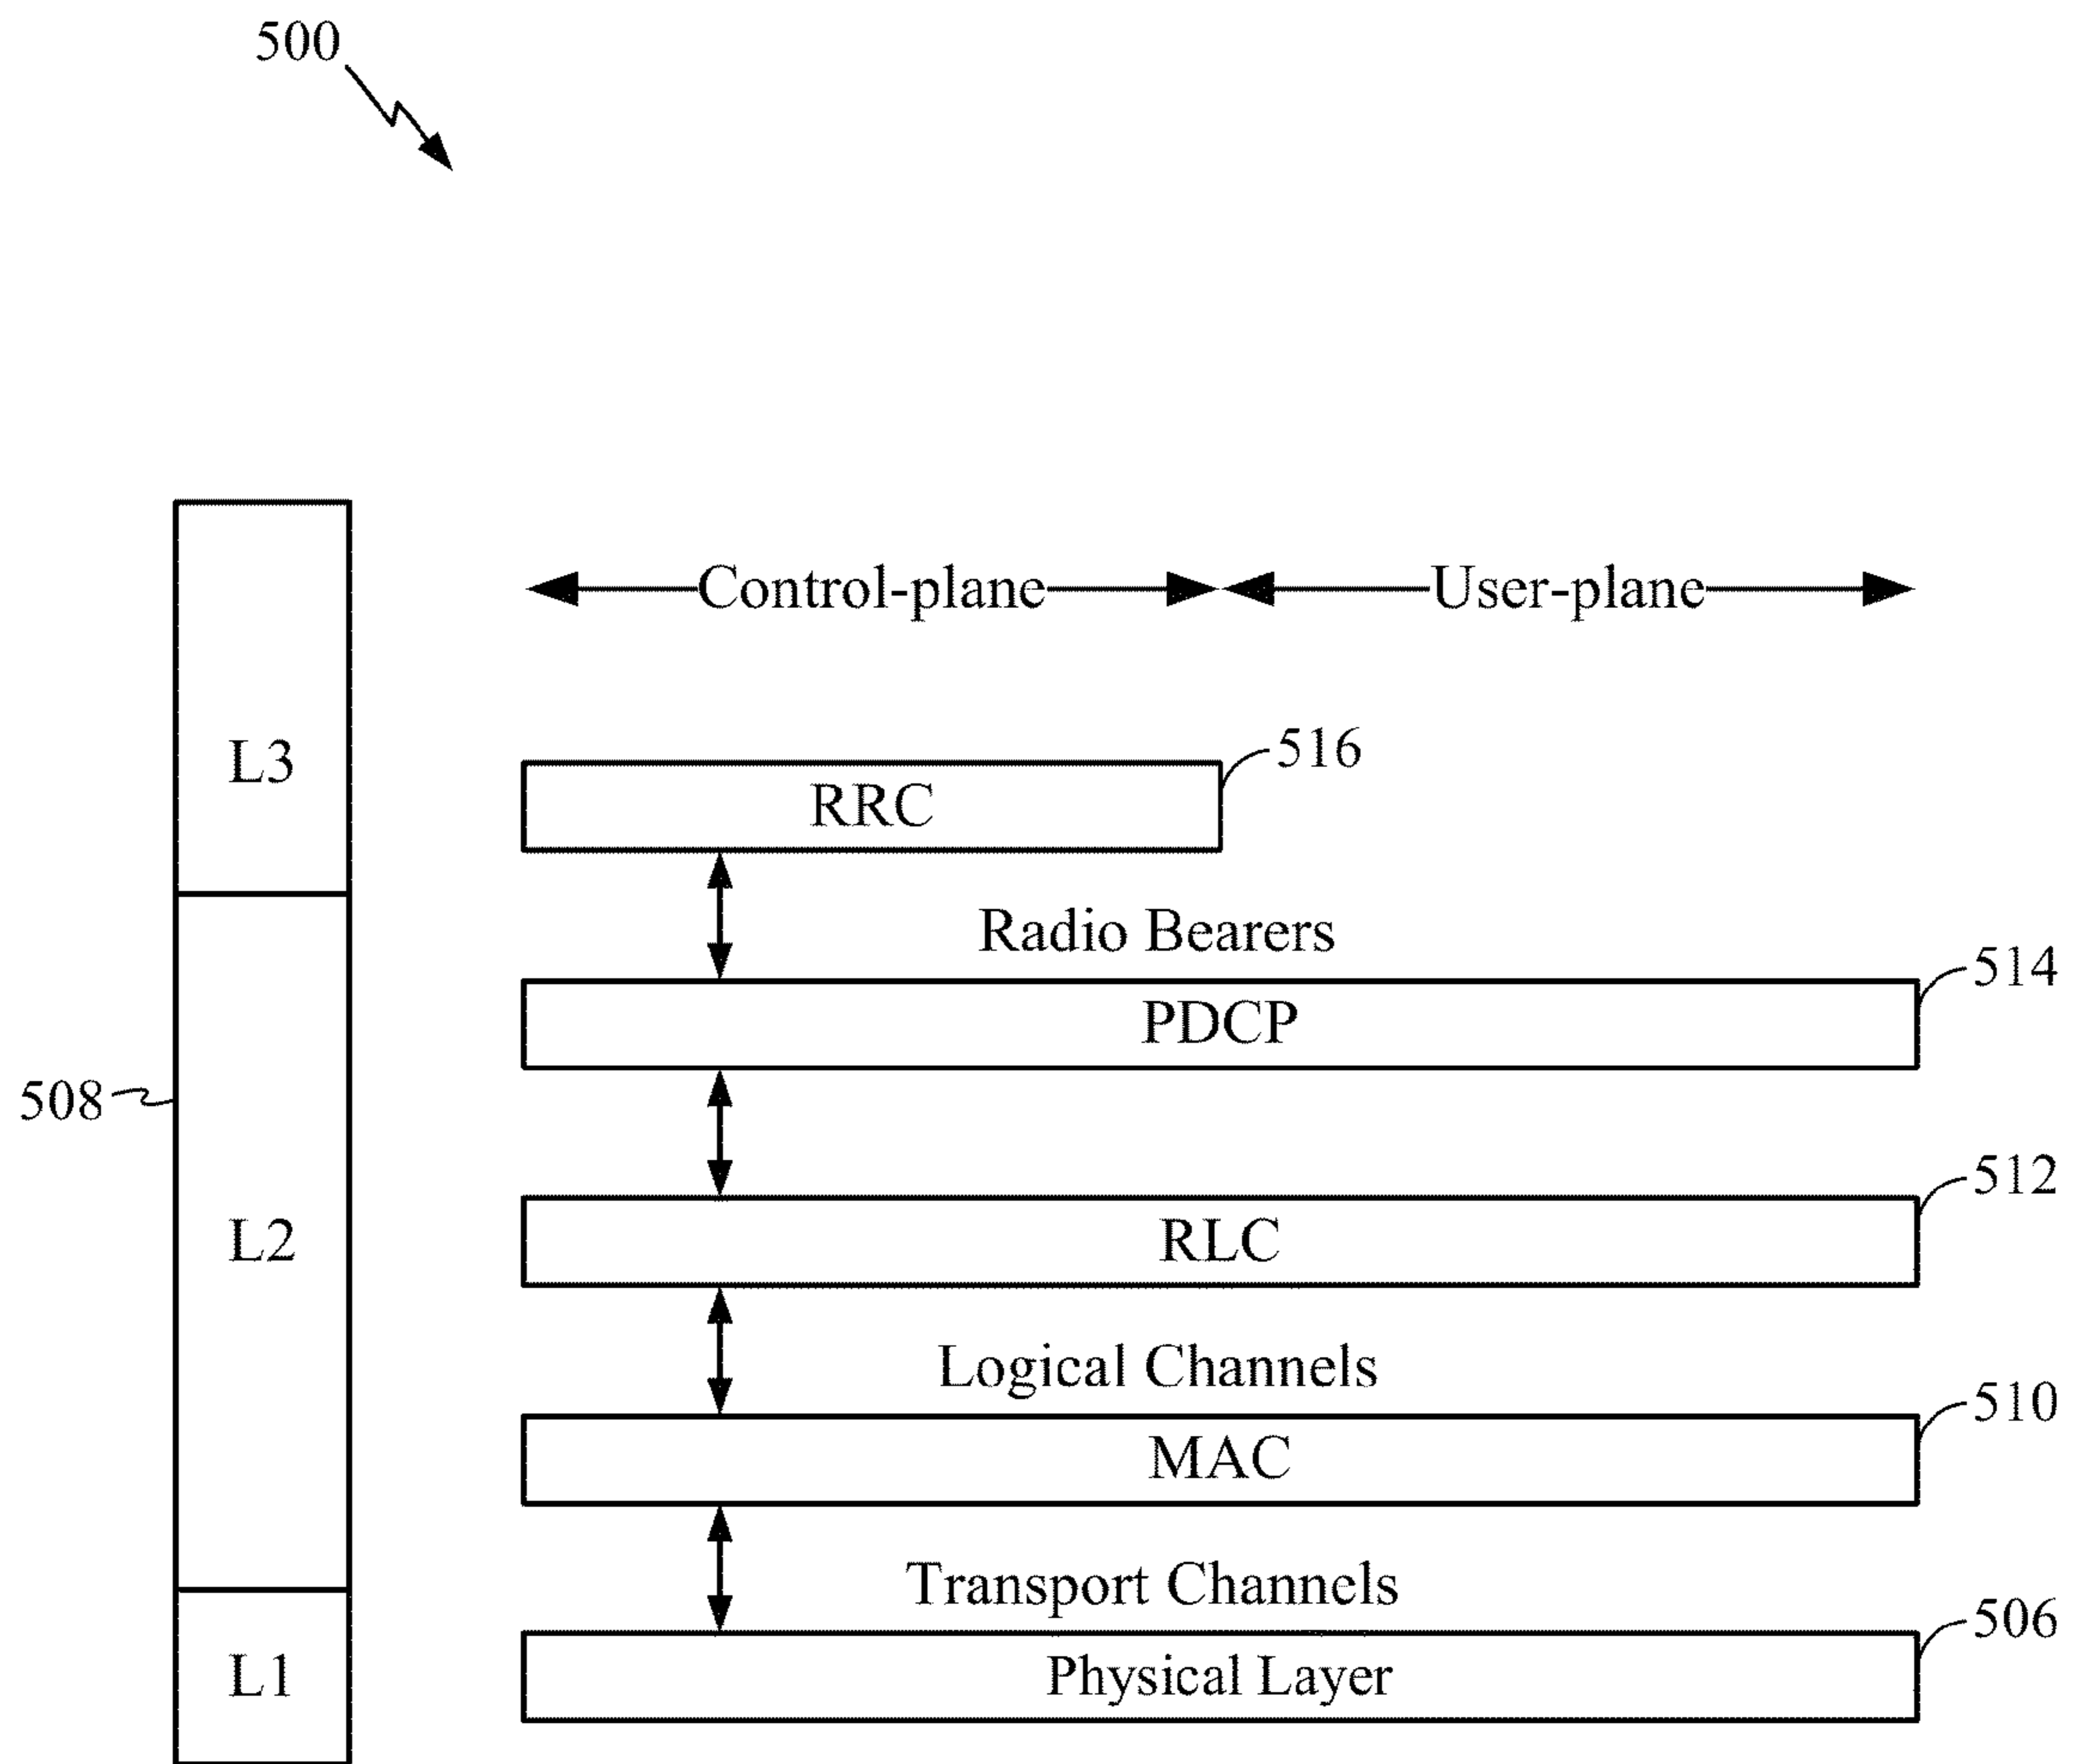 500
Control-plane User-plane
L3
516
RRC
Radio Bearers
514
PDCP
508
512
L2
RLC
Logical Channels
510
MAC
Transport Channels
506
L1
Physical Layer